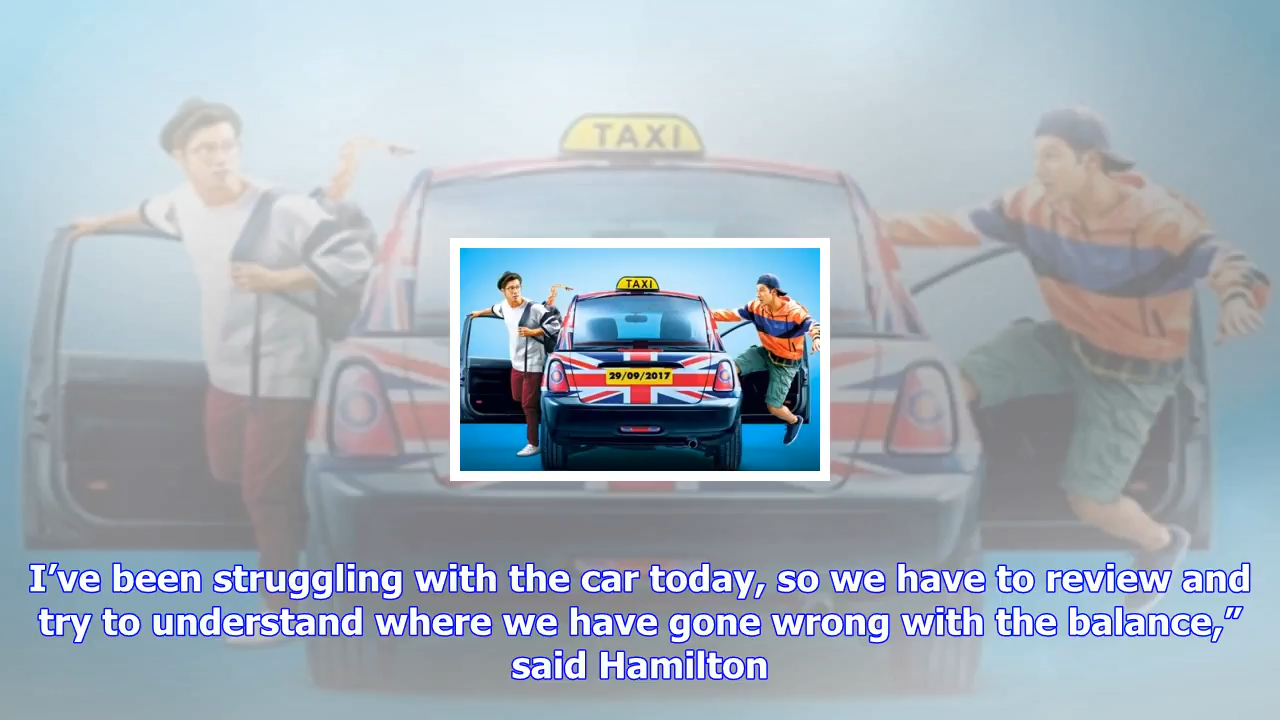 TAXI
TAXI
29/09/2017
I’ve been struggling with the car today, so we have to review and
try to understand where we have gone wrong with the balance,”
said Hamilton